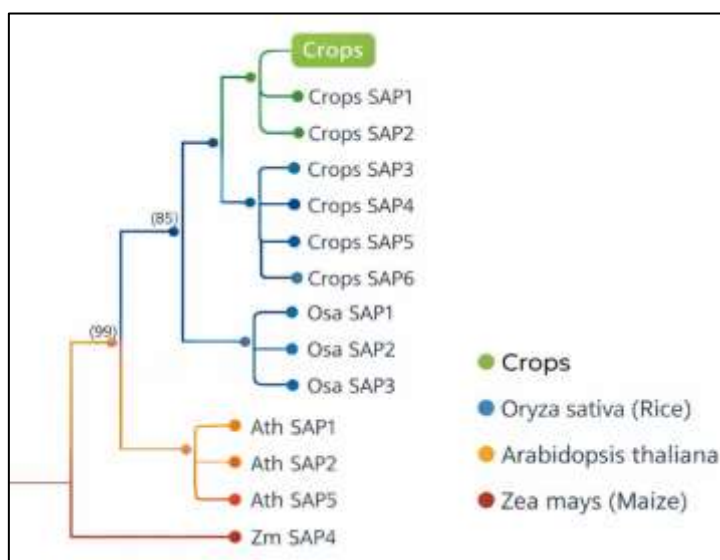 Crops
Crops SAP1
Crops SAP2
Crops SAP3
(85)
Crops SAP4
Crops SAP5
Crops SAP6
Osa SAP1
(99)
Osa SAP2
Osa SAP3
Ath SAP1
Ath SAP2
Ath SAP5
Zm SAP4
Crops
Oryza sativa (Rice)
Arabidopsis thaliana
Zea mays (Maize)